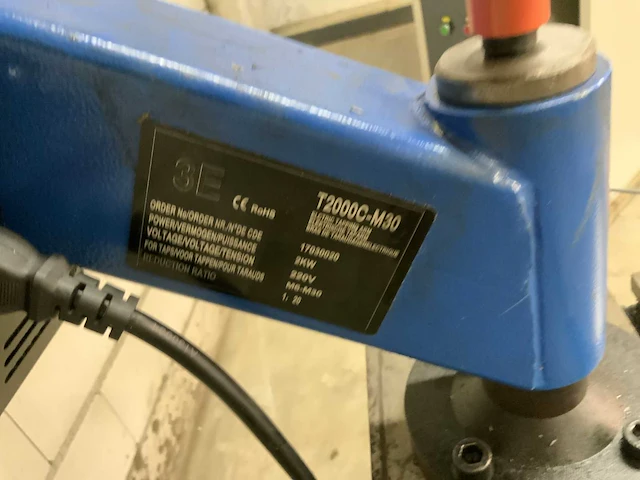 3E
CE RoHS
T2000C-M30
ORDER No/ORDER NR./N°DE CDE 17030020
POWER/VERMOGEN/PUISSANCE 2KW
VOLTAGE/VOLTAGE/TENSION 220V
FOR TAPS/VOOR TAPPEN/POUR TARAUDS M6-M30
REDUCTION RATIO 1: 20